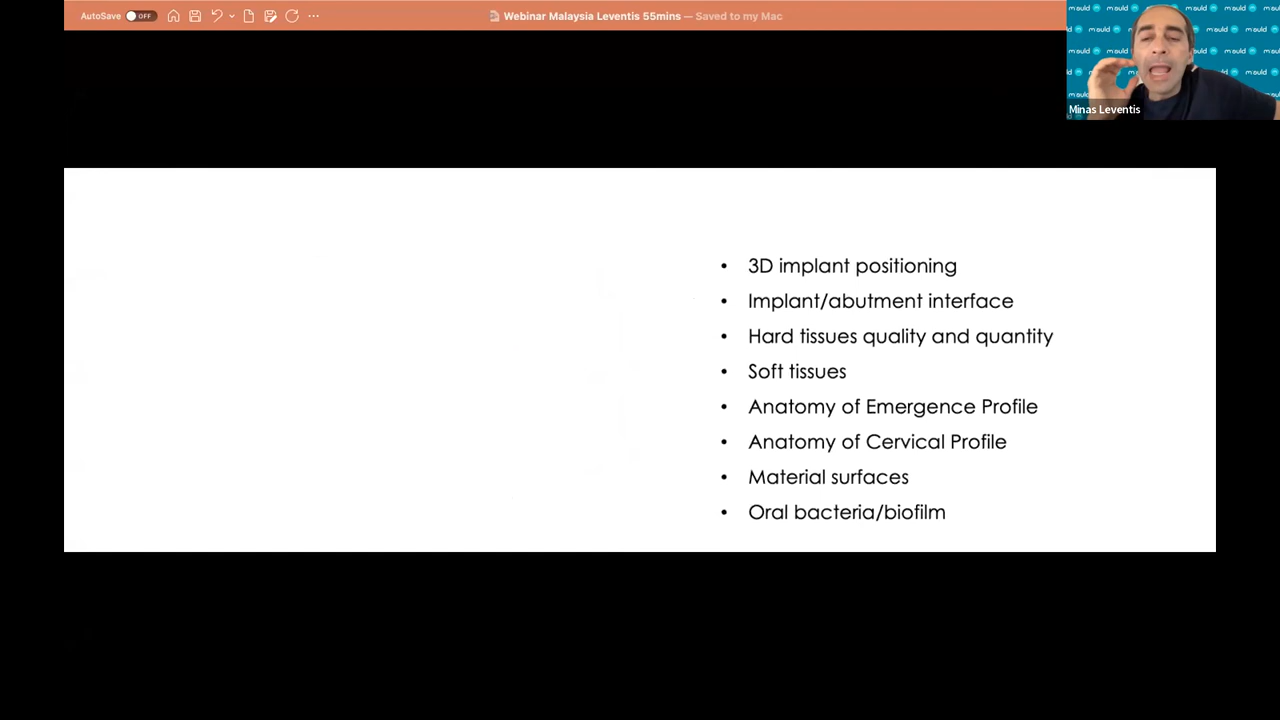 AutoSave OFF
Webinar Malaysia Leventis 55mins — Saved to my Mac
mould
Minas Leventis
• 3D implant positioning
• Implant/abutment interface
• Hard tissues quality and quantity
• Soft tissues
• Anatomy of Emergence Profile
• Anatomy of Cervical Profile
• Material surfaces
• Oral bacteria/biofilm